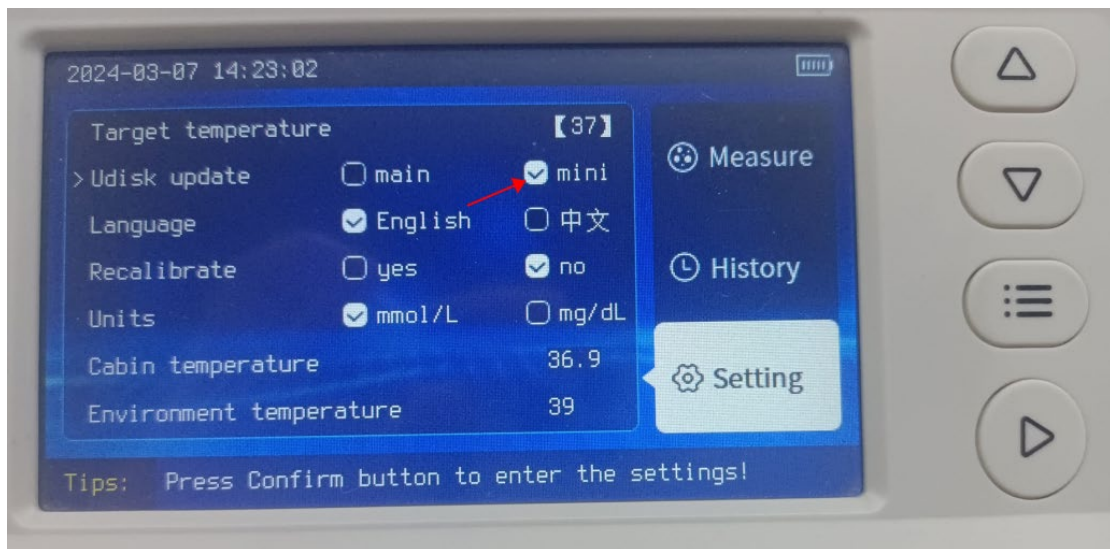 2024-03-07 14:23:02
Target temperature 【37】
>Udisk update main mini
Language English 中文
Recalibrate yes no
Units mmol/L mg/dL
Cabin temperature 36.9
Environment temperature 39
Measure
History
Setting
Tips: Press Confirm button to enter the settings!